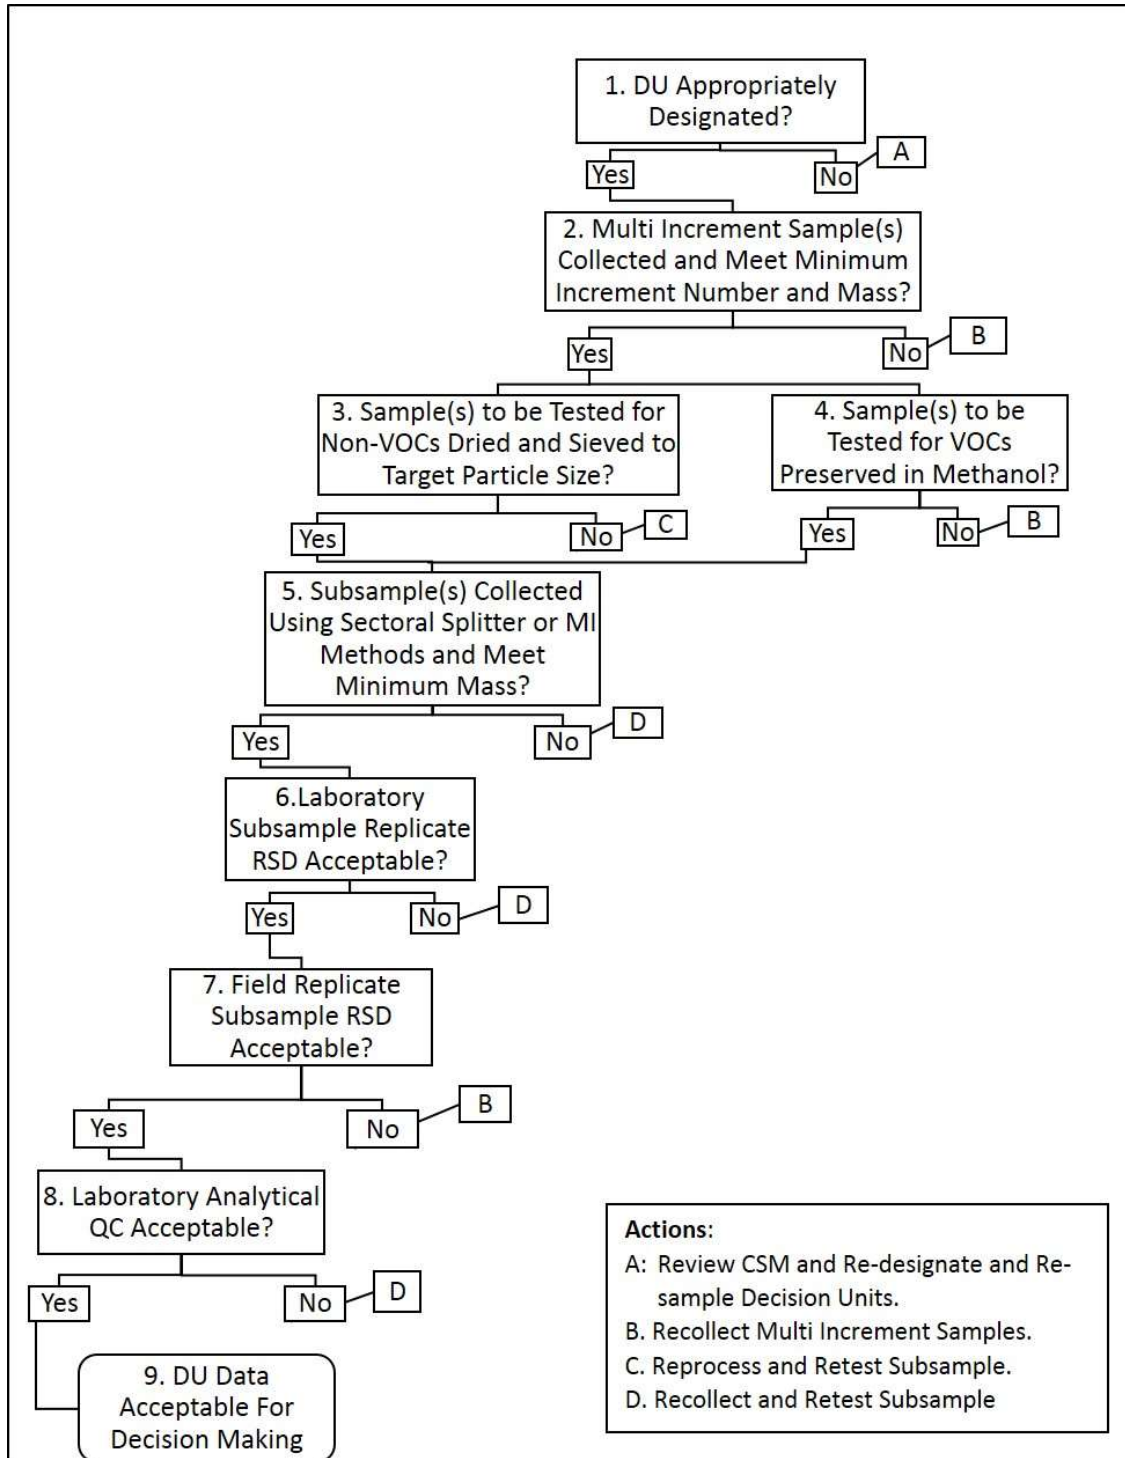 1. DU Appropriately
Designated?
A
Yes
No
2. Multi Increment Sample(s)
Collected and Meet Minimum
Increment Number and Mass?
B
Yes
No
3. Sample(s) to be Tested for
Non-VOCs Dried and Sieved to
Target Particle Size?
4. Sample(s) to be
Tested for VOCs
Preserved in Methanol?
Yes
No
C
Yes
No
B
5. Subsample(s) Collected
Using Sectoral Splitter or MI
Methods and Meet
Minimum Mass?
Yes
No
D
6.Laboratory
Subsample Replicate
RSD Acceptable?
Yes
No
D
7. Field Replicate
Subsample RSD
Acceptable?
Yes
No
B
8. Laboratory Analytical
QC Acceptable?
Yes
No
D
9. DU Data
Acceptable For
Decision Making
Actions:
A: Review CSM and Re-designate and Re-
sample Decision Units.
B. Recollect Multi Increment Samples.
C. Reprocess and Retest Subsample.
D. Recollect and Retest Subsample